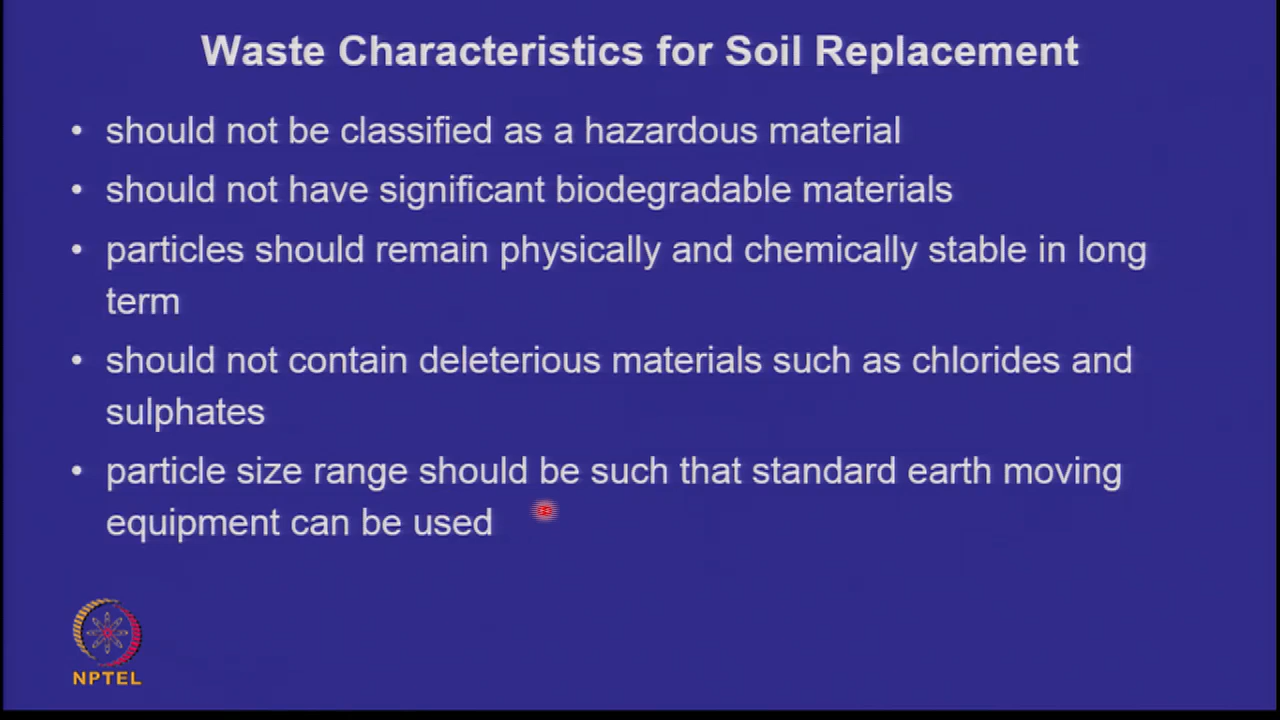 Waste Characteristics for Soil Replacement
• should not be classified as a hazardous material
• should not have significant biodegradable materials
• particles should remain physically and chemically stable in long
term
• should not contain deleterious materials such as chlorides and
sulphates
• particle size range should be such that standard earth moving
equipment can be used
NPTEL